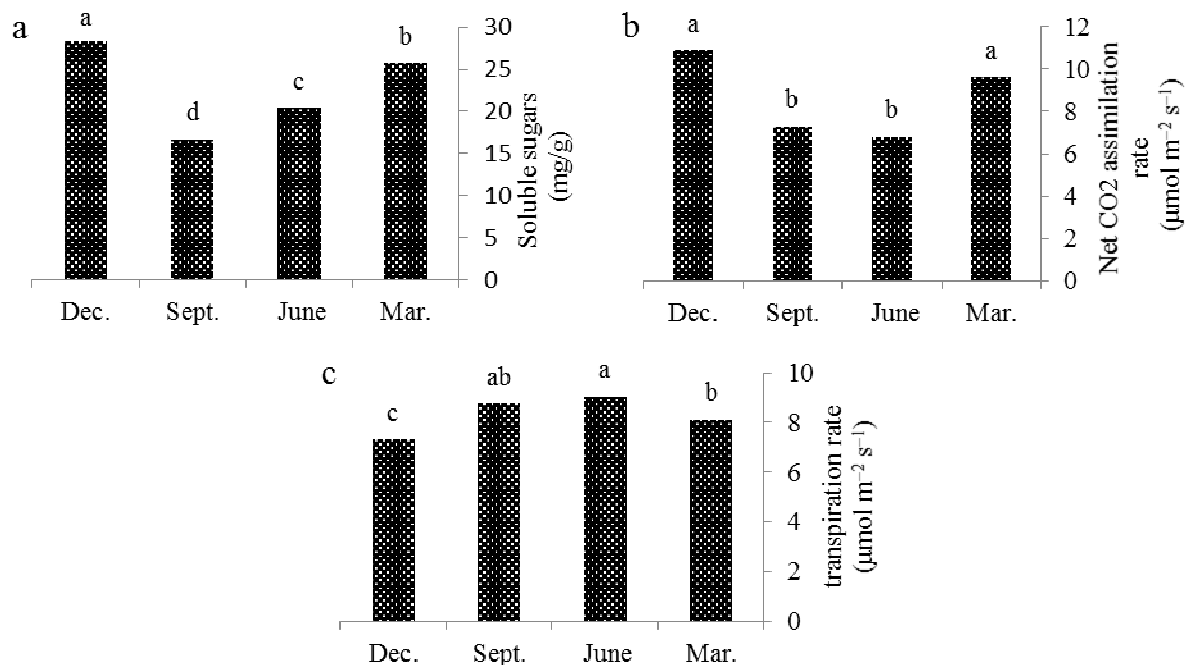 a
a
d
c
b
30
25
20
15
10
5
0
Soluble sugars
(mg/g)
Dec. Sept. June Mar.
b
a
b
b
a
12
10
8
6
4
2
0
Net CO2 assimilation
rate
(μmol m⁻² s⁻¹)
Dec. Sept. June Mar.
c
c
ab
a
b
10
8
6
4
2
0
transpiration rate
(μmol m⁻² s⁻¹)
Dec. Sept. June Mar.